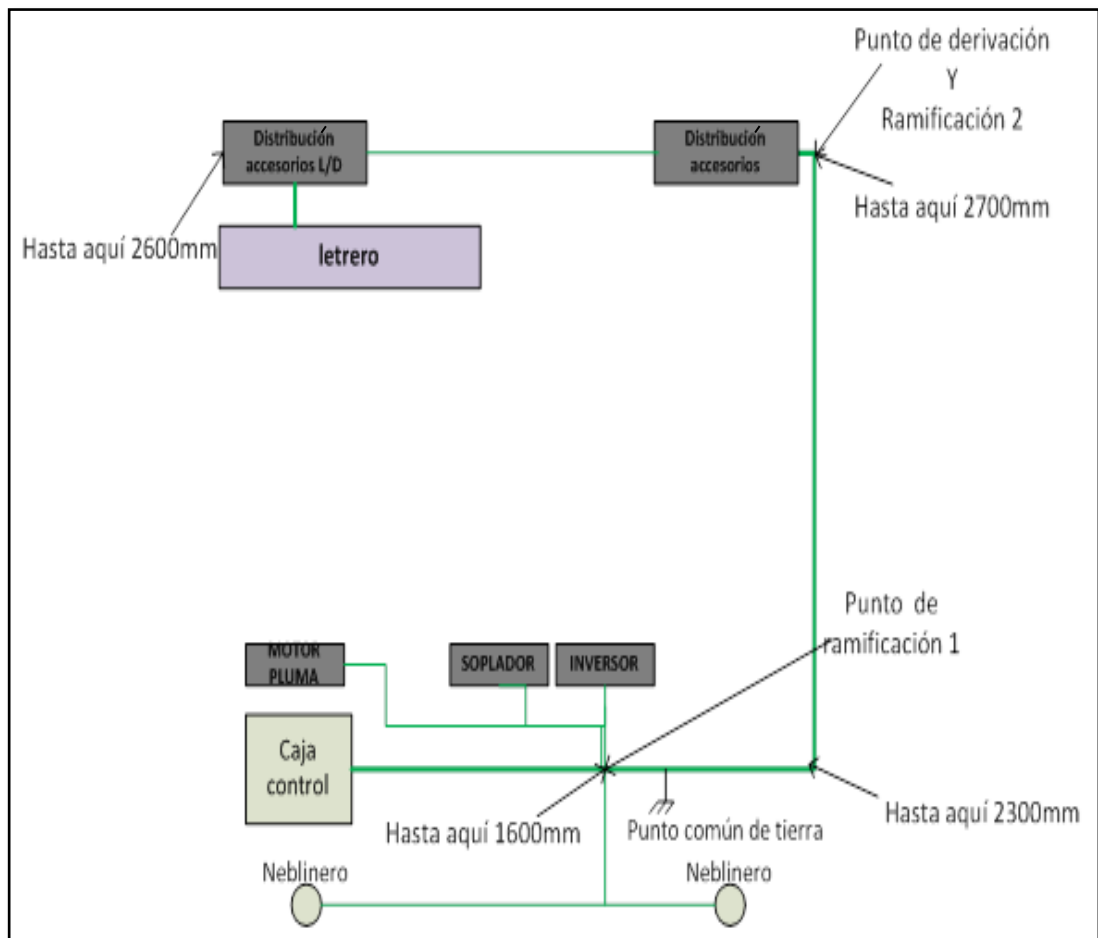 Punto de derivación
Y
Ramificación 2
Distribución
accesorios L/D
Distribución
accesorios
Hasta aquí 2700mm
Hasta aquí 2600mm
letrero
Punto de
ramificación 1
MOTOR
PLUMA
SOPLADOR
INVERSOR
Caja
control
Hasta aquí 2300mm
Hasta aquí 1600mm
Punto común de tierra
Neblinero
Neblinero